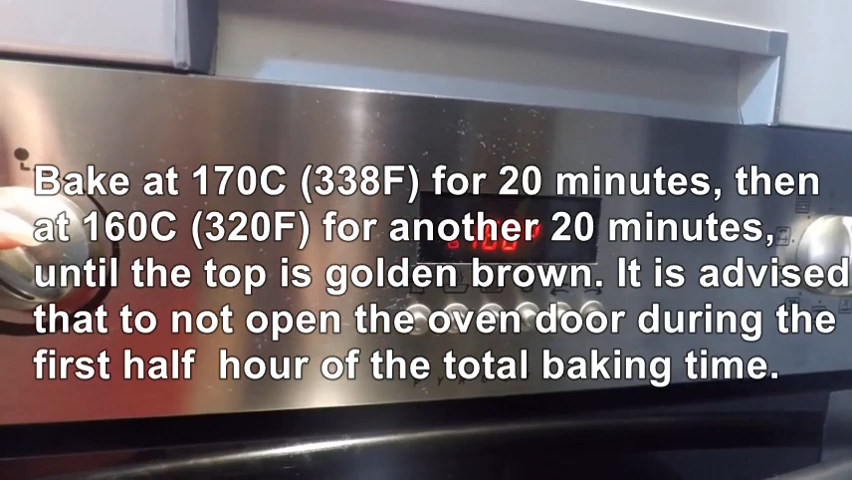 Bake at 170C (338F) for 20 minutes, then
at 160C (320F) for another 20 minutes,
until the top is golden brown. It is advised
that to not open the oven door during the
first half  hour of the total baking time.